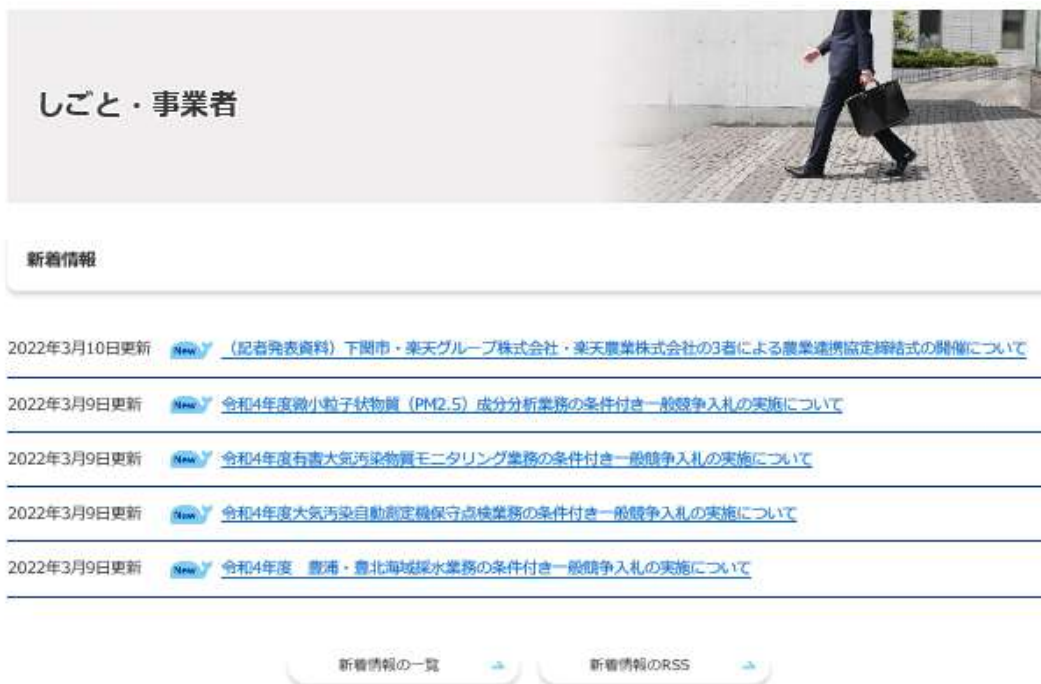 しごと・事業者
新着情報
2022年3月10日更新 New （記者発表資料）下関市・楽天グループ株式会社・楽天農業株式会社の3者による農業連携協定締結式の開催について
2022年3月9日更新 New 令和4年度微小粒子状物質（PM2.5）成分分析業務の条件付き一般競争入札の実施について
2022年3月9日更新 New 令和4年度有害大気汚染物質モニタリング業務の条件付き一般競争入札の実施について
2022年3月9日更新 New 令和4年度大気汚染自動測定機保守点検業務の条件付き一般競争入札の実施について
2022年3月9日更新 New 令和4年度　豊浦・豊北海域採水業務の条件付き一般競争入札の実施について
新着情報の一覧 新着情報のRSS